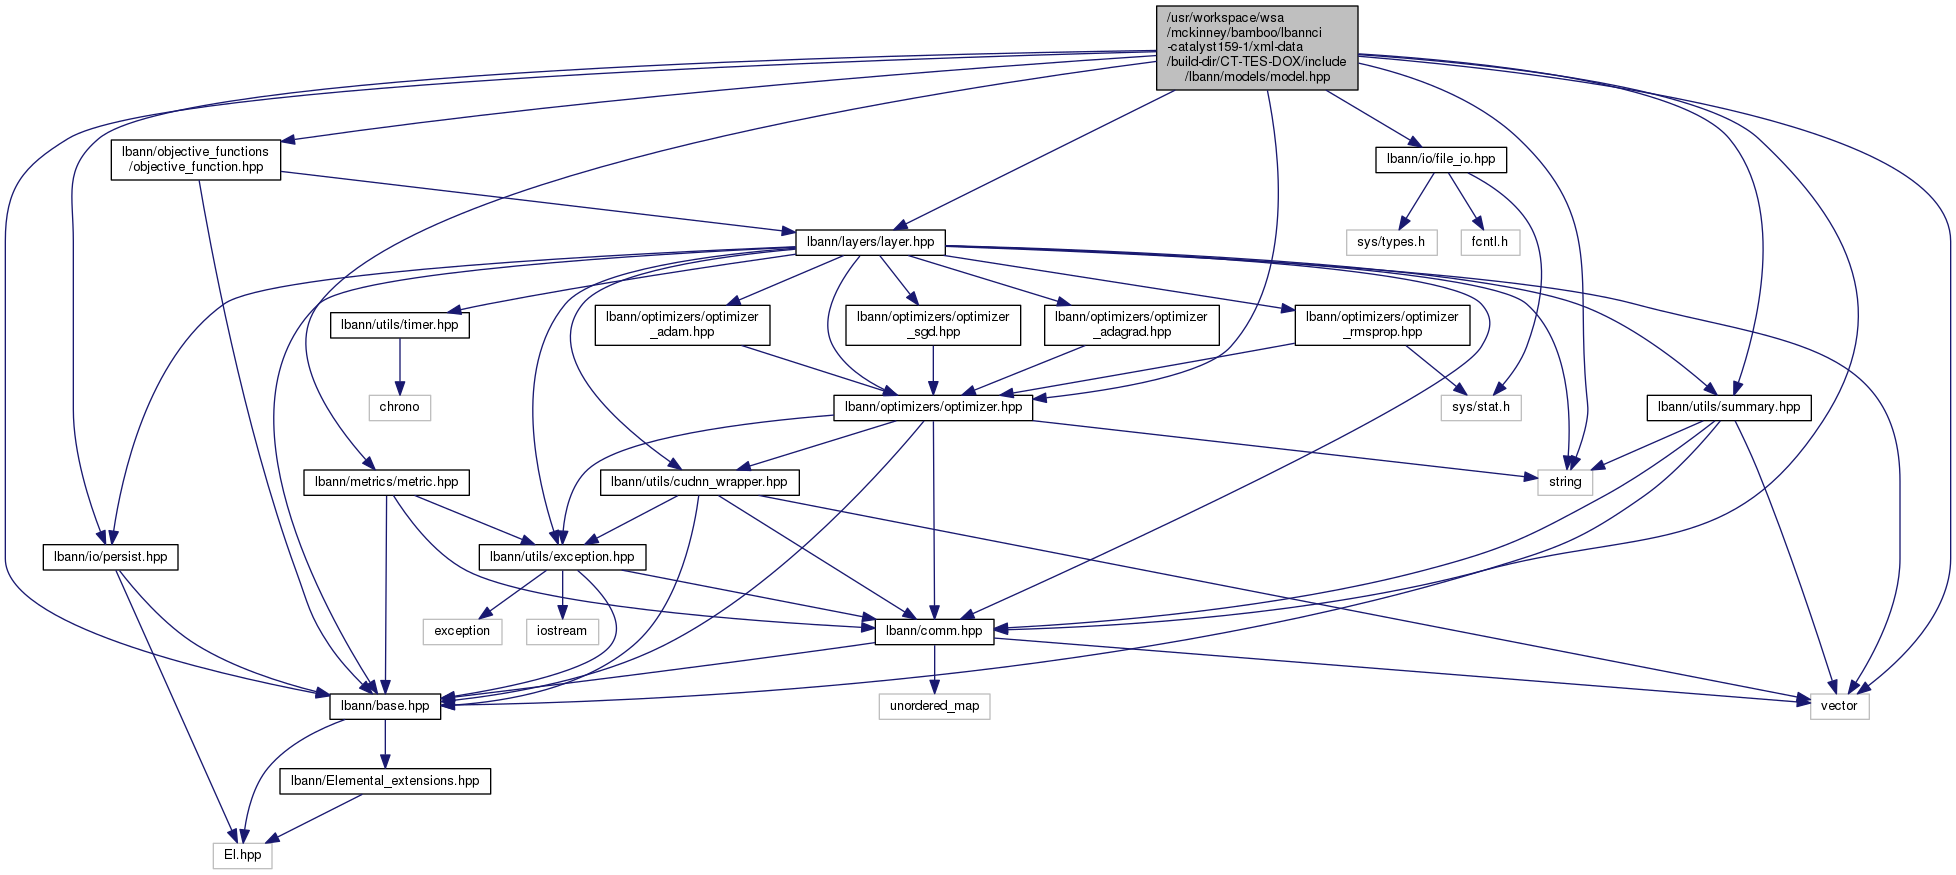 /usr/workspace/wsa
/mckinney/bamboo/lbannci
-catalyst159-1/xml-data
/build-dir/CT-TES-DOX/include
/lbann/models/model.hpp
lbann/objective_functions
/objective_function.hpp
lbann/io/file_io.hpp
lbann/layers/layer.hpp
sys/types.h
fcntl.h
lbann/utils/timer.hpp
lbann/optimizers/optimizer
_adam.hpp
lbann/optimizers/optimizer
_sgd.hpp
lbann/optimizers/optimizer
_adagrad.hpp
lbann/optimizers/optimizer
_rmsprop.hpp
chrono
lbann/optimizers/optimizer.hpp
sys/stat.h
lbann/utils/summary.hpp
lbann/metrics/metric.hpp
lbann/utils/cudnn_wrapper.hpp
string
lbann/io/persist.hpp
lbann/utils/exception.hpp
exception
iostream
lbann/comm.hpp
lbann/base.hpp
unordered_map
vector
lbann/Elemental_extensions.hpp
El.hpp